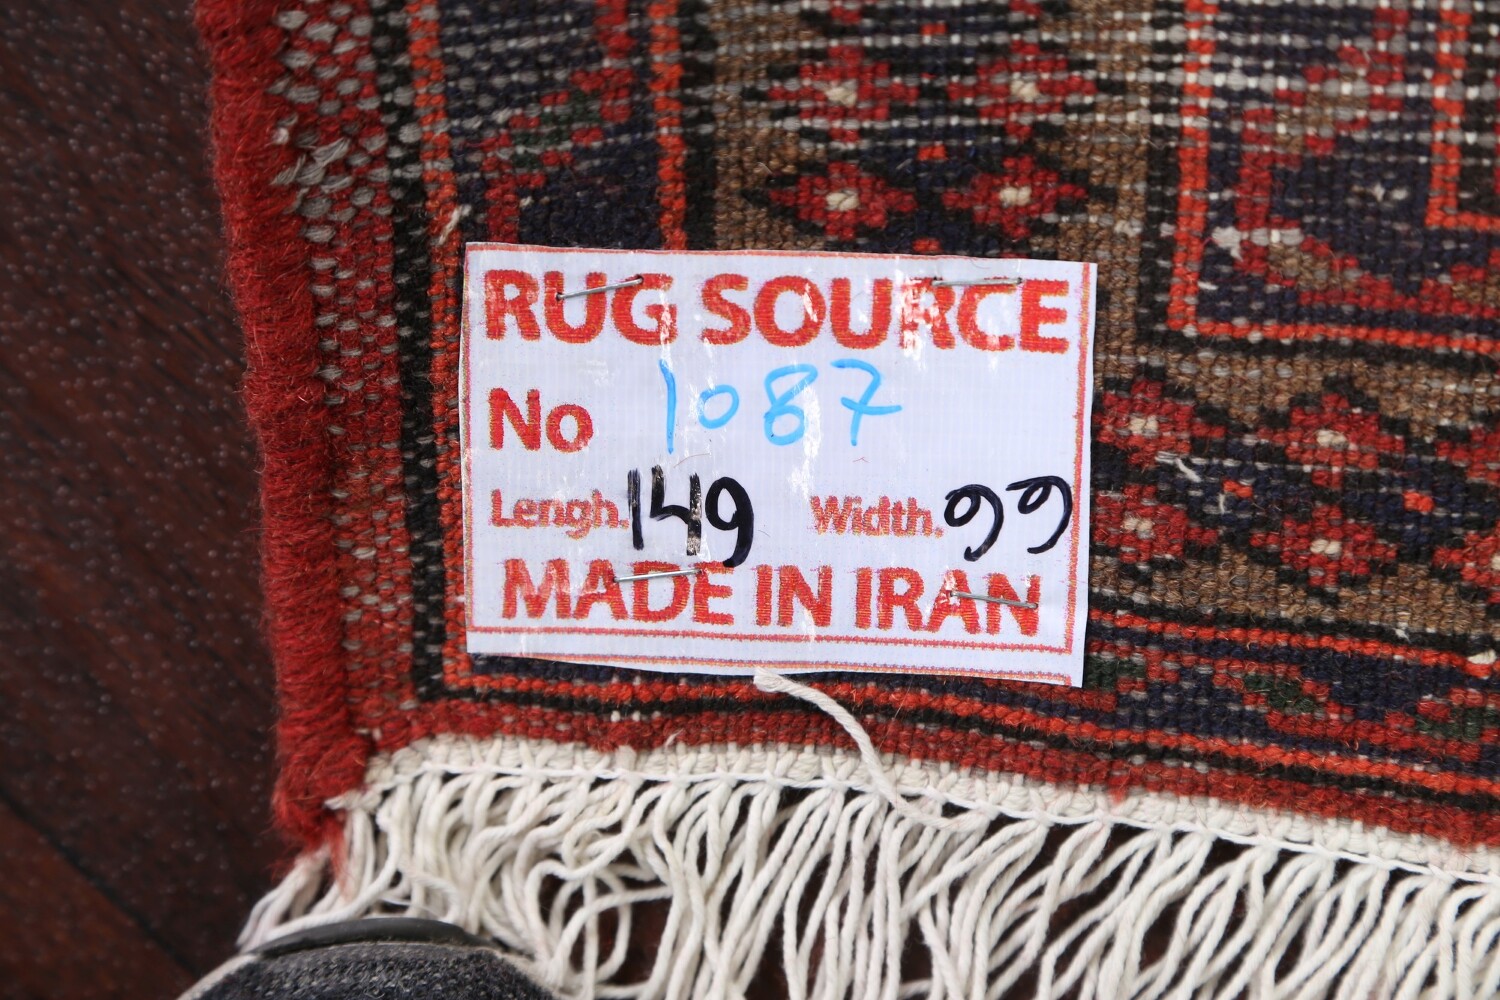 RUG SOURCE
No 1087
Lengh. 149 Width. 99
MADE IN IRAN